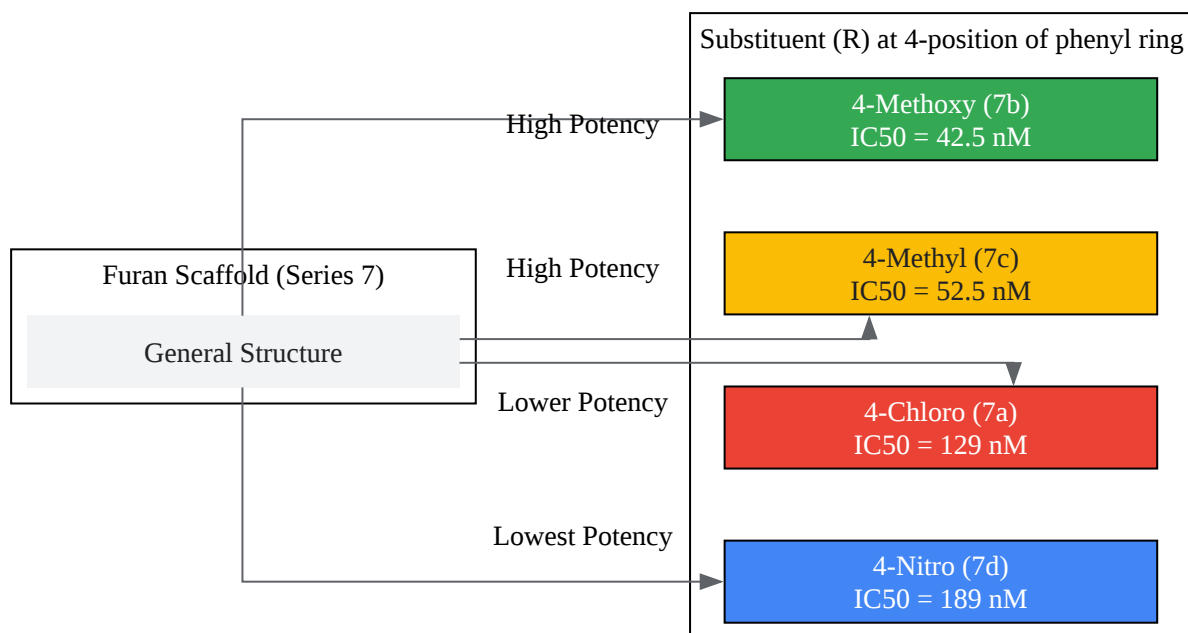 Substituent (R) at 4-position of phenyl ring
4-Methoxy (7b)
IC50 = 42.5 nM
High Potency
4-Methyl (7c)
IC50 = 52.5 nM
High Potency
Furan Scaffold (Series 7)
General Structure
Lower Potency
4-Chloro (7a)
IC50 = 129 nM
Lowest Potency
4-Nitro (7d)
IC50 = 189 nM